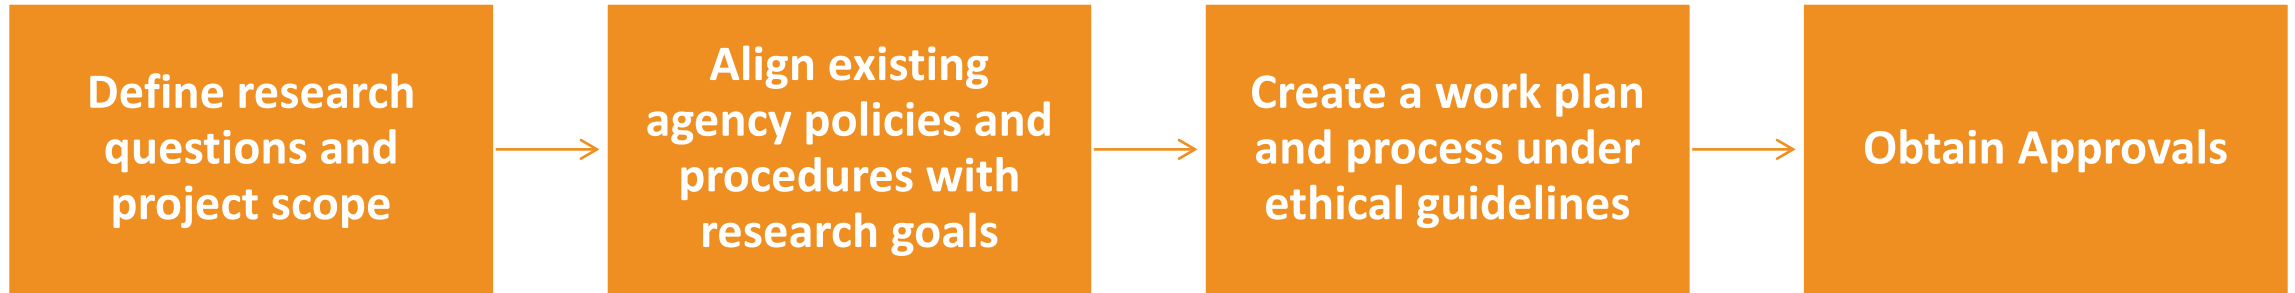 Define research
questions and
project scope
Align existing
agency policies and
procedures with
research goals
Create a work plan
and process under
ethical guidelines
Obtain Approvals